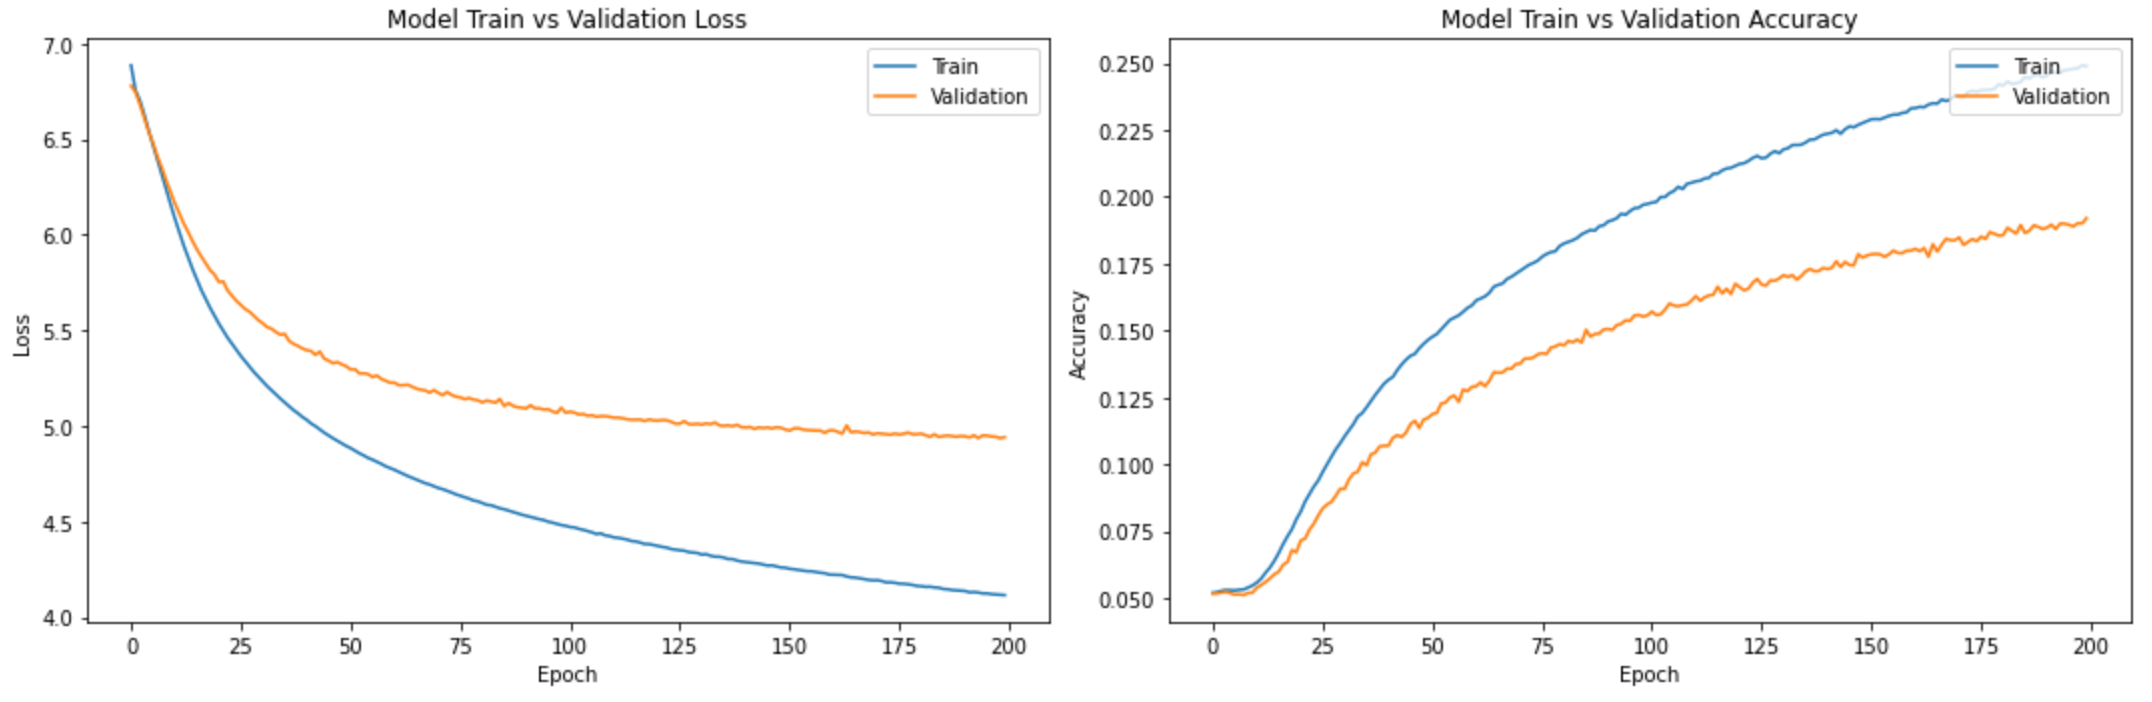 Model Train vs Validation Loss
7.0
6.5
6.0
5.5
5.0
4.5
4.0
Loss
0 25 50 75 100 125 150 175 200
Epoch
Train
Validation
Model Train vs Validation Accuracy
0.250
0.225
0.200
0.175
0.150
0.125
0.100
0.075
0.050
Accuracy
0 25 50 75 100 125 150 175 200
Epoch
Train
Validation